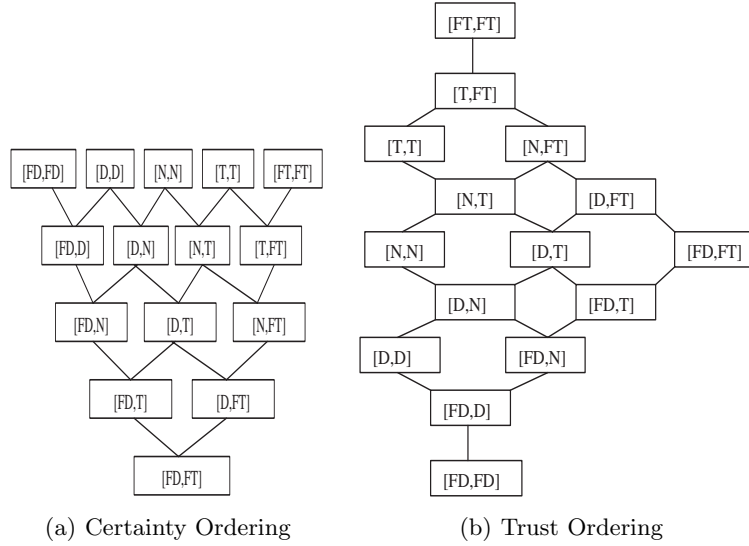 [FD,FD] [D,D] [N,N] [T,T] [FT,FT]
[FD,D] [D,N] [N,T] [T,FT]
[FD,N] [D,T] [N,FT]
[FD,T] [D,FT]
[FD,FT]
(a) Certainty Ordering
[FT,FT]
[T,FT]
[T,T] [N,FT]
[N,T] [D,FT]
[N,N] [D,T] [FD,FT]
[D,N] [FD,T]
[D,D] [FD,N]
[FD,D]
[FD,FD]
(b) Trust Ordering